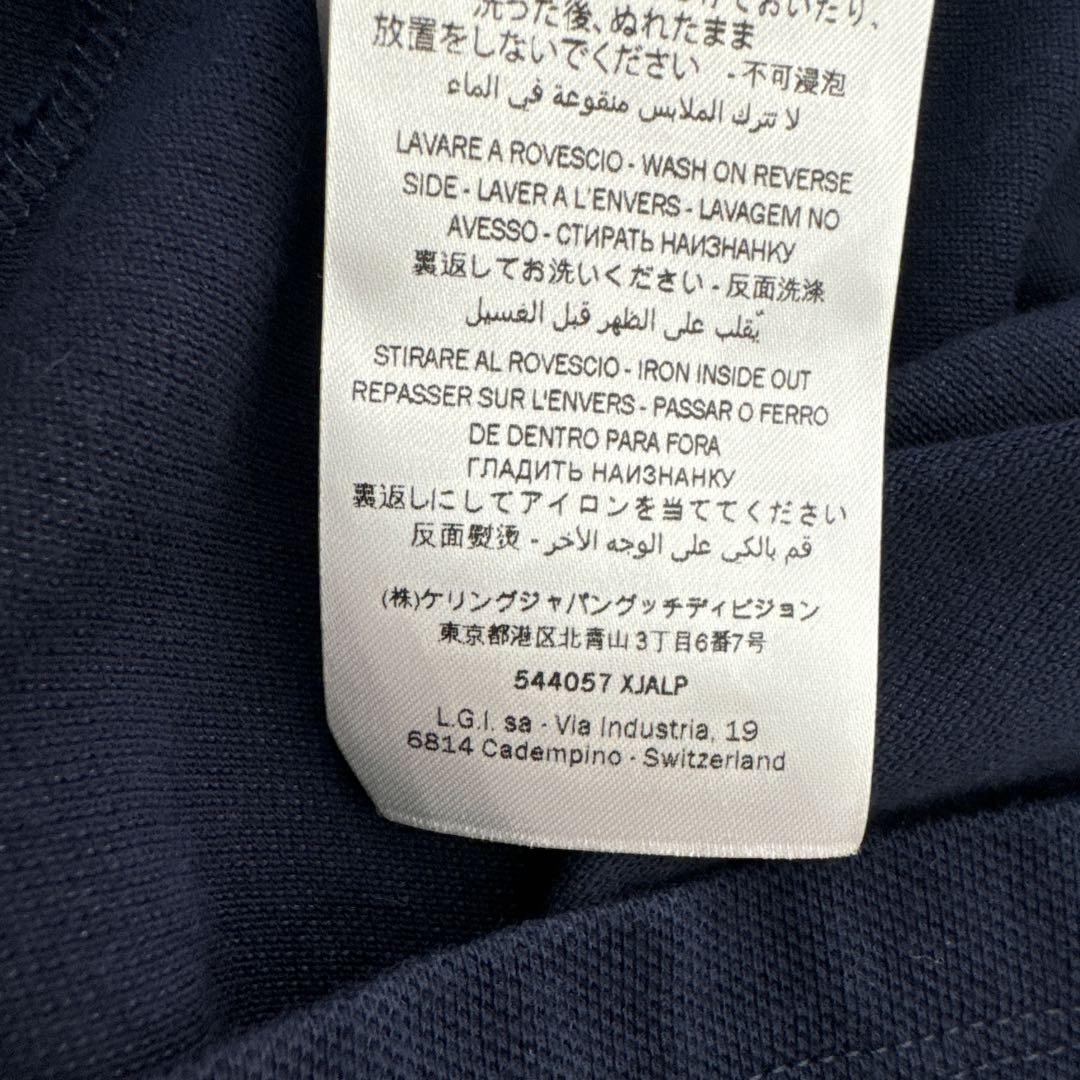 ておいたり、
洗った後、ぬれたまま
放置をしないでください - 不可浸泡
لا تترك الملابس منقوعة في الماء
LAVARE A ROVESCIO - WASH ON REVERSE
SIDE - LAVER A L'ENVERS - LAVAGEM NO
AVESSO - СТИРАТЬ НАИЗНАНКУ
裏返してお洗いください - 反面洗涤
يُقلب على الظهر قبل الغسيل
STIRARE AL ROVESCIO - IRON INSIDE OUT
REPASSER SUR L'ENVERS - PASSAR O FERRO
DE DENTRO PARA FORA
ГЛАДИТЬ НАИЗНАНКУ
裏返しにしてアイロンを当ててください
反面熨烫 - قم بالكي على الوجه الآخر
(株)ケリングジャパングッチディビジョン
東京都港区北青山3丁目6番7号
544057 XJALP
L.G.I. sa - Via Industria, 19
6814 Cadempino - Switzerland